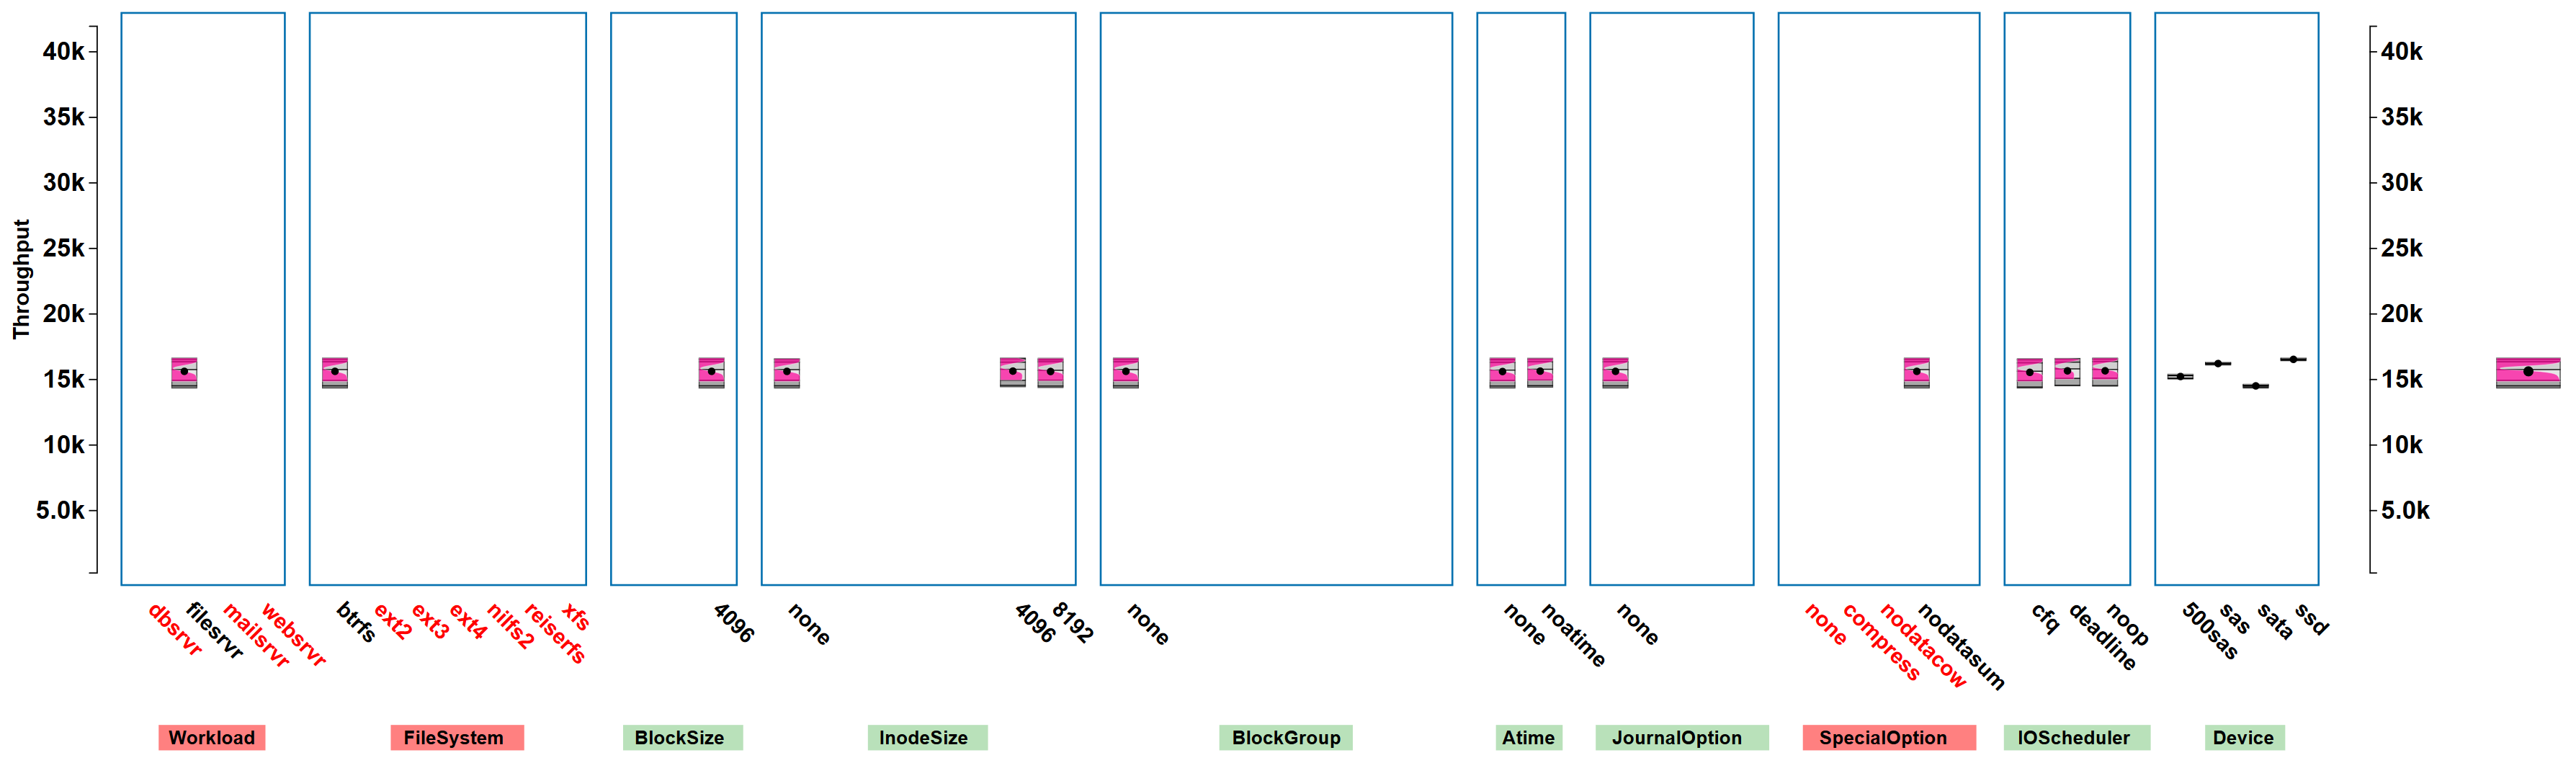 40k
35k
30k
25k
20k
15k
10k
5.0k
Throughput
dbsrvr
filesrvr
mailsrvr
websrvr
btrfs
ext2
ext3
ext4
nilfs2
reiserfs
xfs
4096
none
4096
8192
none
none
noatime
none
none
compress
nodatacow
nodatasum
cfq
deadline
noop
500sas
sas
sata
ssd
40k
35k
30k
25k
20k
15k
10k
5.0k
Workload
FileSystem
BlockSize
InodeSize
BlockGroup
Atime
JournalOption
SpecialOption
IOScheduler
Device